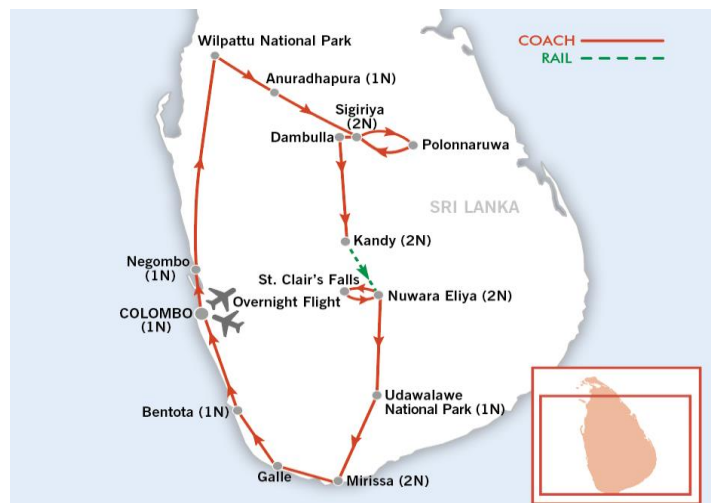 COACH
RAIL
Wilpattu National Park
Anuradhapura (1N)
Sigiriya
(2N)
Dambulla
Polonnaruwa
SRI LANKA
Kandy (2N)
Negombo
(1N)
St. Clair's Falls
Overnight Flight
Nuwara Eliya (2N)
COLOMBO
(1N)
Udawalawe
National Park (1N)
Bentota (1N)
Galle
Mirissa (2N)